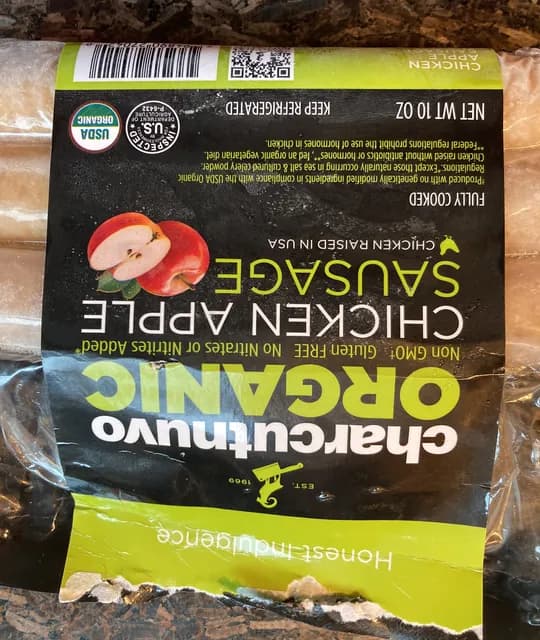 Honest Indulgence
EST. 1969
charcutnuvo
ORGANIC
Non GMO† Gluten FREE No Nitrates or Nitrites Added*
CHICKEN APPLE
SAUSAGE
CHICKEN RAISED IN USA
FULLY COOKED
†Produced with no genetically modified ingredients in compliance with the USDA Organic
Regulations. *Except those naturally occurring in sea salt & cultured celery powder.
Chicken raised without antibiotics or hormones**, fed an organic vegetarian diet.
**Federal regulations prohibit the use of hormones in chicken.
NET WT 10 OZ
KEEP REFRIGERATED
INSPECTED
U.S.
DEPARTMENT OF
AGRICULTURE
P-5432
USDA
ORGANIC
CHICKEN
APPLE